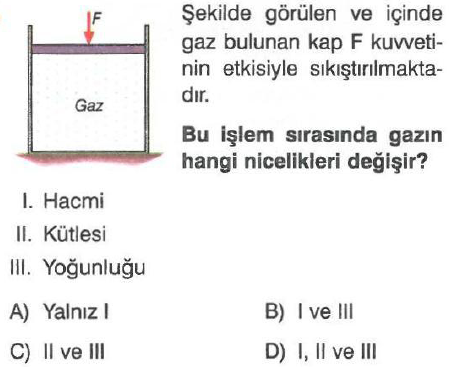 F
Gaz
Şekilde görülen ve içinde
gaz bulunan kap F kuvveti-
nin etkisiyle sıkıştırılmakta-
dır.
Bu işlem sırasında gazın
hangi nicelikleri değişir?
I. Hacmi
II. Kütlesi
III. Yoğunluğu
A) Yalnız I
B) I ve III
C) II ve III
D) I, II ve III